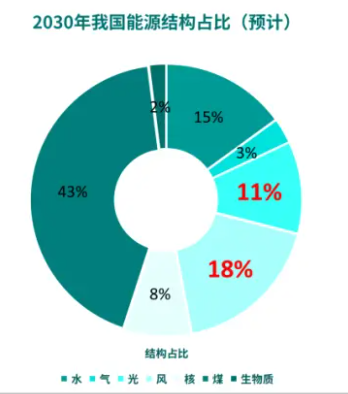 2030年我国能源结构占比（预计）
2%
15%
3%
43%
11%
18%
8%
结构占比
水 气 光 风 核 煤 生物质